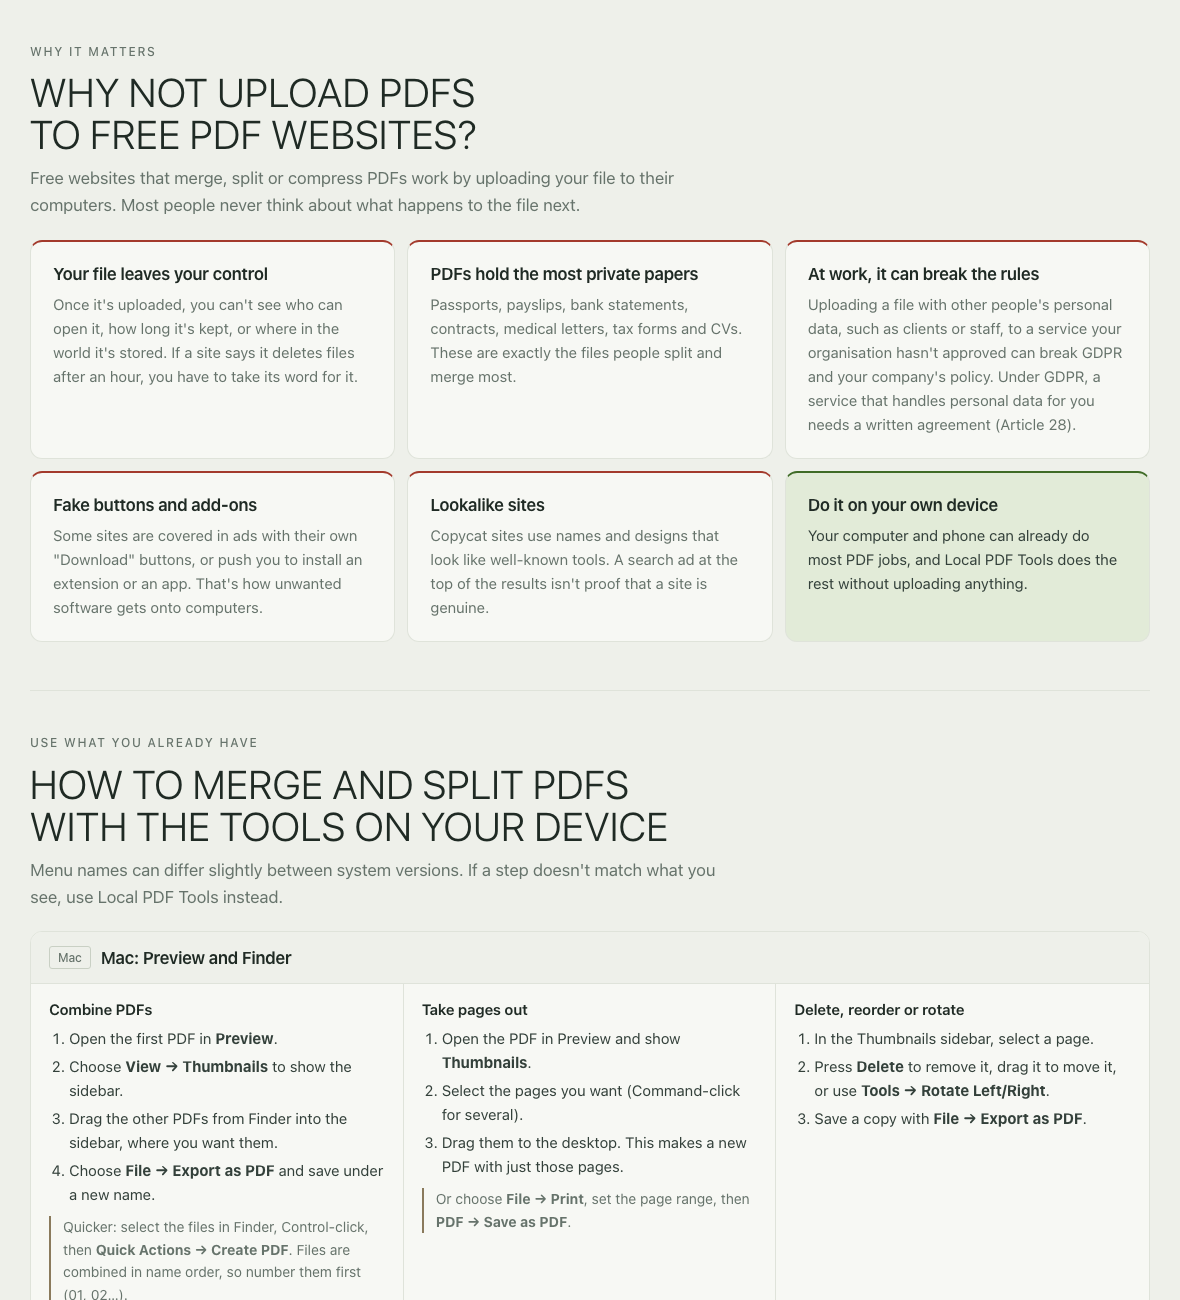 WHY IT MATTERS
WHY NOT UPLOAD PDFS
TO FREE PDF WEBSITES?
Free websites that merge, split or compress PDFs work by uploading your file to their
computers. Most people never think about what happens to the file next.
Your file leaves your control
Once it's uploaded, you can't see who can
open it, how long it's kept, or where in the
world it's stored. If a site says it deletes files
after an hour, you have to take its word for it.
PDFs hold the most private papers
Passports, payslips, bank statements,
contracts, medical letters, tax forms and CVs.
These are exactly the files people split and
merge most.
At work, it can break the rules
Uploading a file with other people's personal
data, such as clients or staff, to a service your
organisation hasn't approved can break GDPR
and your company's policy. Under GDPR, a
service that handles personal data for you
needs a written agreement (Article 28).
Fake buttons and add-ons
Some sites are covered in ads with their own
"Download" buttons, or push you to install an
extension or an app. That's how unwanted
software gets onto computers.
Lookalike sites
Copycat sites use names and designs that
look like well-known tools. A search ad at the
top of the results isn't proof that a site is
genuine.
Do it on your own device
Your computer and phone can already do
most PDF jobs, and Local PDF Tools does the
rest without uploading anything.
USE WHAT YOU ALREADY HAVE
HOW TO MERGE AND SPLIT PDFS
WITH THE TOOLS ON YOUR DEVICE
Menu names can differ slightly between system versions. If a step doesn't match what you
see, use Local PDF Tools instead.
Mac Mac: Preview and Finder
Combine PDFs
1. Open the first PDF in Preview.
2. Choose View → Thumbnails to show the
sidebar.
3. Drag the other PDFs from Finder into the
sidebar, where you want them.
4. Choose File → Export as PDF and save under
a new name.
Quicker: select the files in Finder, Control-click,
then Quick Actions → Create PDF. Files are
combined in name order, so number them first
(01, 02…).
Take pages out
1. Open the PDF in Preview and show
Thumbnails.
2. Select the pages you want (Command-click
for several).
3. Drag them to the desktop. This makes a new
PDF with just those pages.
Or choose File → Print, set the page range, then
PDF → Save as PDF.
Delete, reorder or rotate
1. In the Thumbnails sidebar, select a page.
2. Press Delete to remove it, drag it to move it,
or use Tools → Rotate Left/Right.
3. Save a copy with File → Export as PDF.